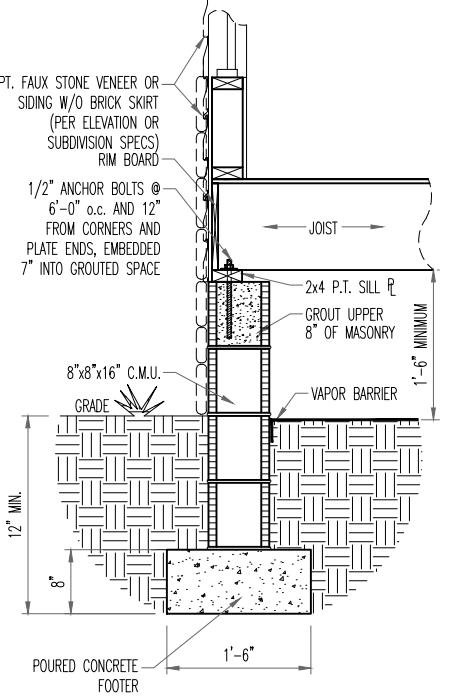 PT. FAUX STONE VENEER OR
SIDING W/O BRICK SKIRT
(PER ELEVATION OR
SUBDIVISION SPECS)
RIM BOARD
1/2" ANCHOR BOLTS @
6'-0" o.c. AND 12"
FROM CORNERS AND
PLATE ENDS, EMBEDDED
7" INTO GROUTED SPACE
JOIST
2x4 P.T. SILL PL
GROUT UPPER
8" OF MASONRY
1'-6" MINIMUM
8"x8"x16" C.M.U.
VAPOR BARRIER
GRADE
12" MIN.
8"
1'-6"
POURED CONCRETE
FOOTER